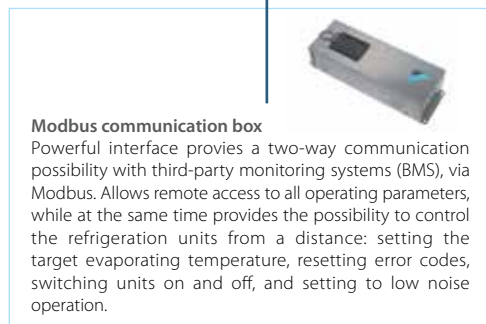 Modbus communication box
Powerful interface provies a two-way communication
possibility with third-party monitoring systems (BMS), via
Modbus. Allows remote access to all operating parameters,
while at the same time provides the possibility to control
the refrigeration units from a distance: setting the
target evaporating temperature, resetting error codes,
switching units on and off, and setting to low noise
operation.